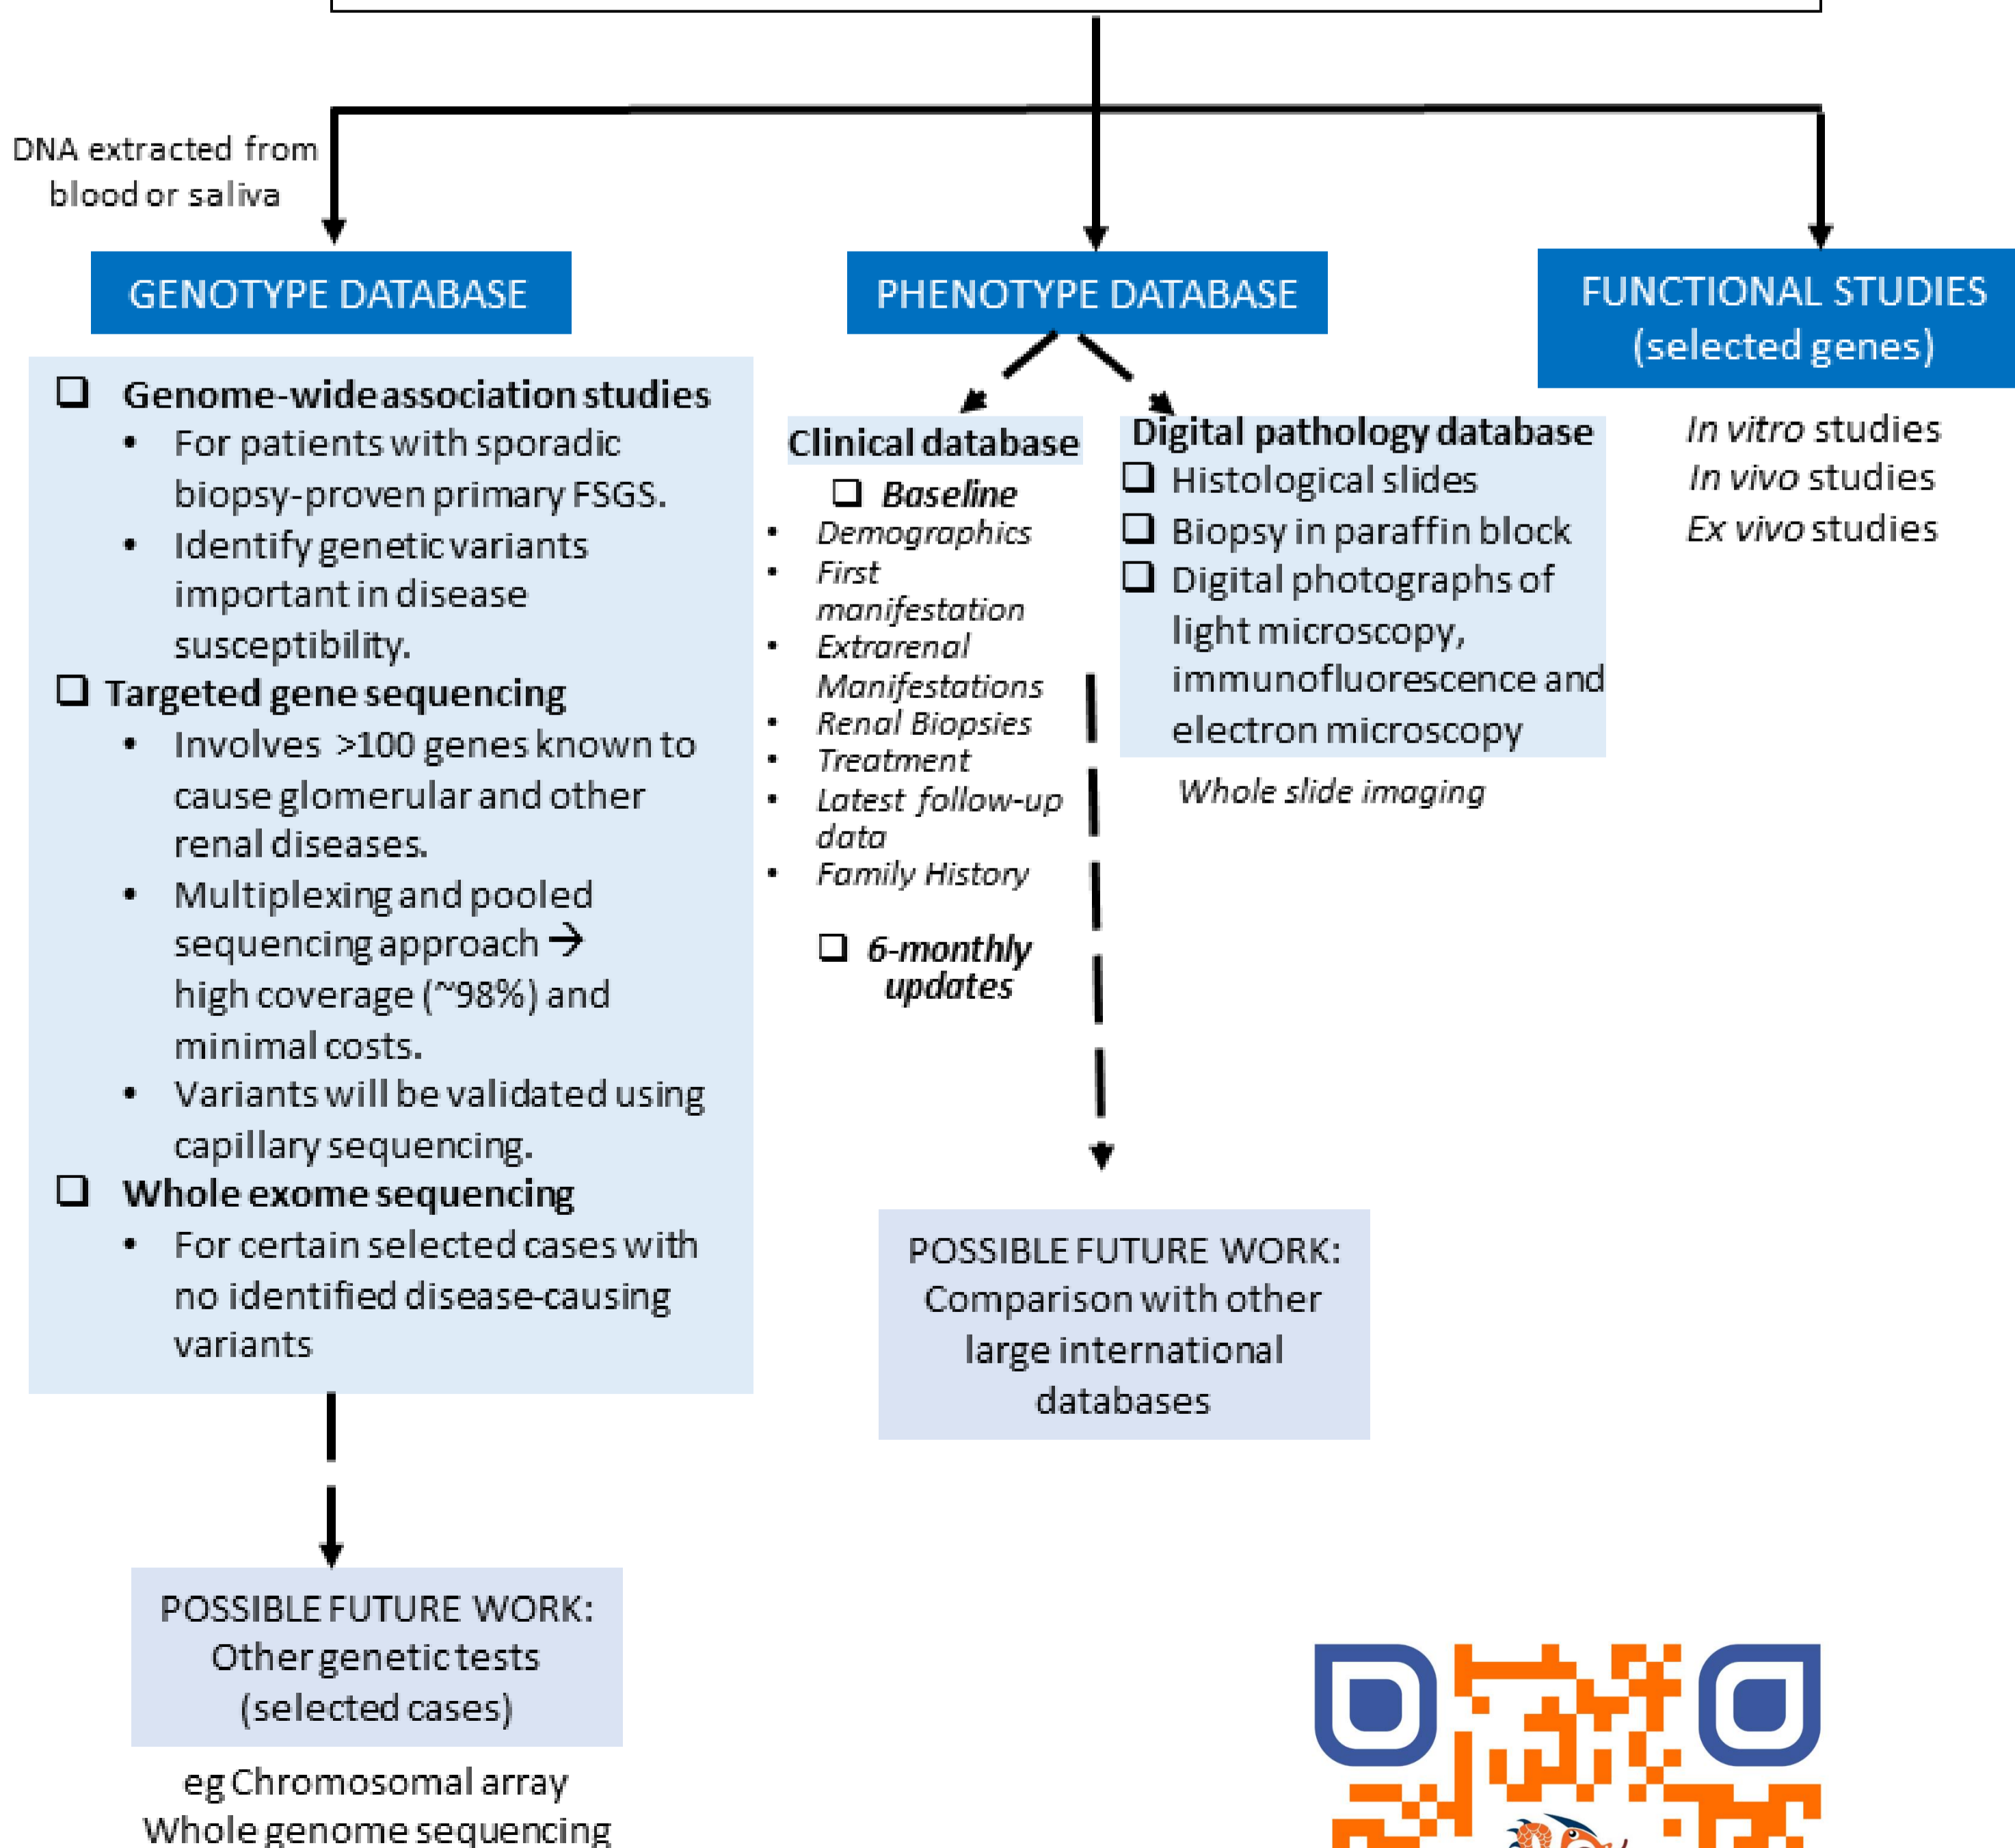 DNA extracted from
blood or saliva
GENOTYPE DATABASE
❑ Genome-wide association studies
• For patients with sporadic
biopsy-proven primary FSGS.
• Identify genetic variants
important in disease
susceptibility.
❑ Targeted gene sequencing
• Involves >100 genes known to
cause glomerular and other
renal diseases.
• Multiplexing and pooled
sequencing approach →
high coverage (~98%) and
minimal costs.
• Variants will be validated using
capillary sequencing.
❑ Whole exome sequencing
• For certain selected cases with
no identified disease-causing
variants
POSSIBLE FUTURE WORK:
Other genetic tests
(selected cases)
eg Chromosomal array
Whole genome sequencing
PHENOTYPE DATABASE
Clinical database
❑ Baseline
• Demographics
• First
manifestation
• Extrarenal
Manifestations
• Renal Biopsies
• Treatment
• Latest follow-up
data
• Family History
❑ 6-monthly
updates
Digital pathology database
❑ Histological slides
❑ Biopsy in paraffin block
❑ Digital photographs of
light microscopy,
immunofluorescence and
electron microscopy
Whole slide imaging
POSSIBLE FUTURE WORK:
Comparison with other
large international
databases
FUNCTIONAL STUDIES
(selected genes)
In vitro studies
In vivo studies
Ex vivo studies